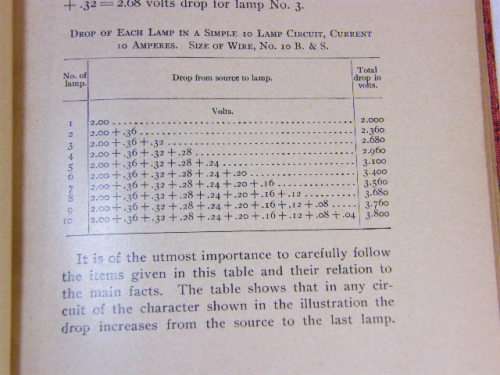 + .32 = 2.68 volts drop for lamp No. 3.
Drop of Each Lamp in a Simple 10 Lamp Circuit, Current
10 Amperes. Size of Wire, No. 10 B. & S.
No. of lamp. Drop from source to lamp. Total drop in volts.
Volts.
1 2.00 2.000
2 2.00 + .36 2.360
3 2.00 + .36 + .32 2.680
4 2.00 + .36 + .32 + .28 2.960
5 2.00 + .36 + .32 + .28 + .24 3.100
6 2.00 + .36 + .32 + .28 + .24 + .20 3.400
7 2.00 + .36 + .32 + .28 + .24 + .20 + .16 3.560
8 2.00 + .36 + .32 + .28 + .24 + .20 + .16 + .12 3.680
9 2.00 + .36 + .32 + .28 + .24 + .20 + .16 + .12 + .08 3.760
10 2.00 + .36 + .32 + .28 + .24 + .20 + .16 + .12 + .08 + .04 3.800
It is of the utmost importance to carefully follow
the items given in this table and their relation to
the main facts. The table shows that in any cir-
cuit of the character shown in the illustration the
drop increases from the source to the last lamp.